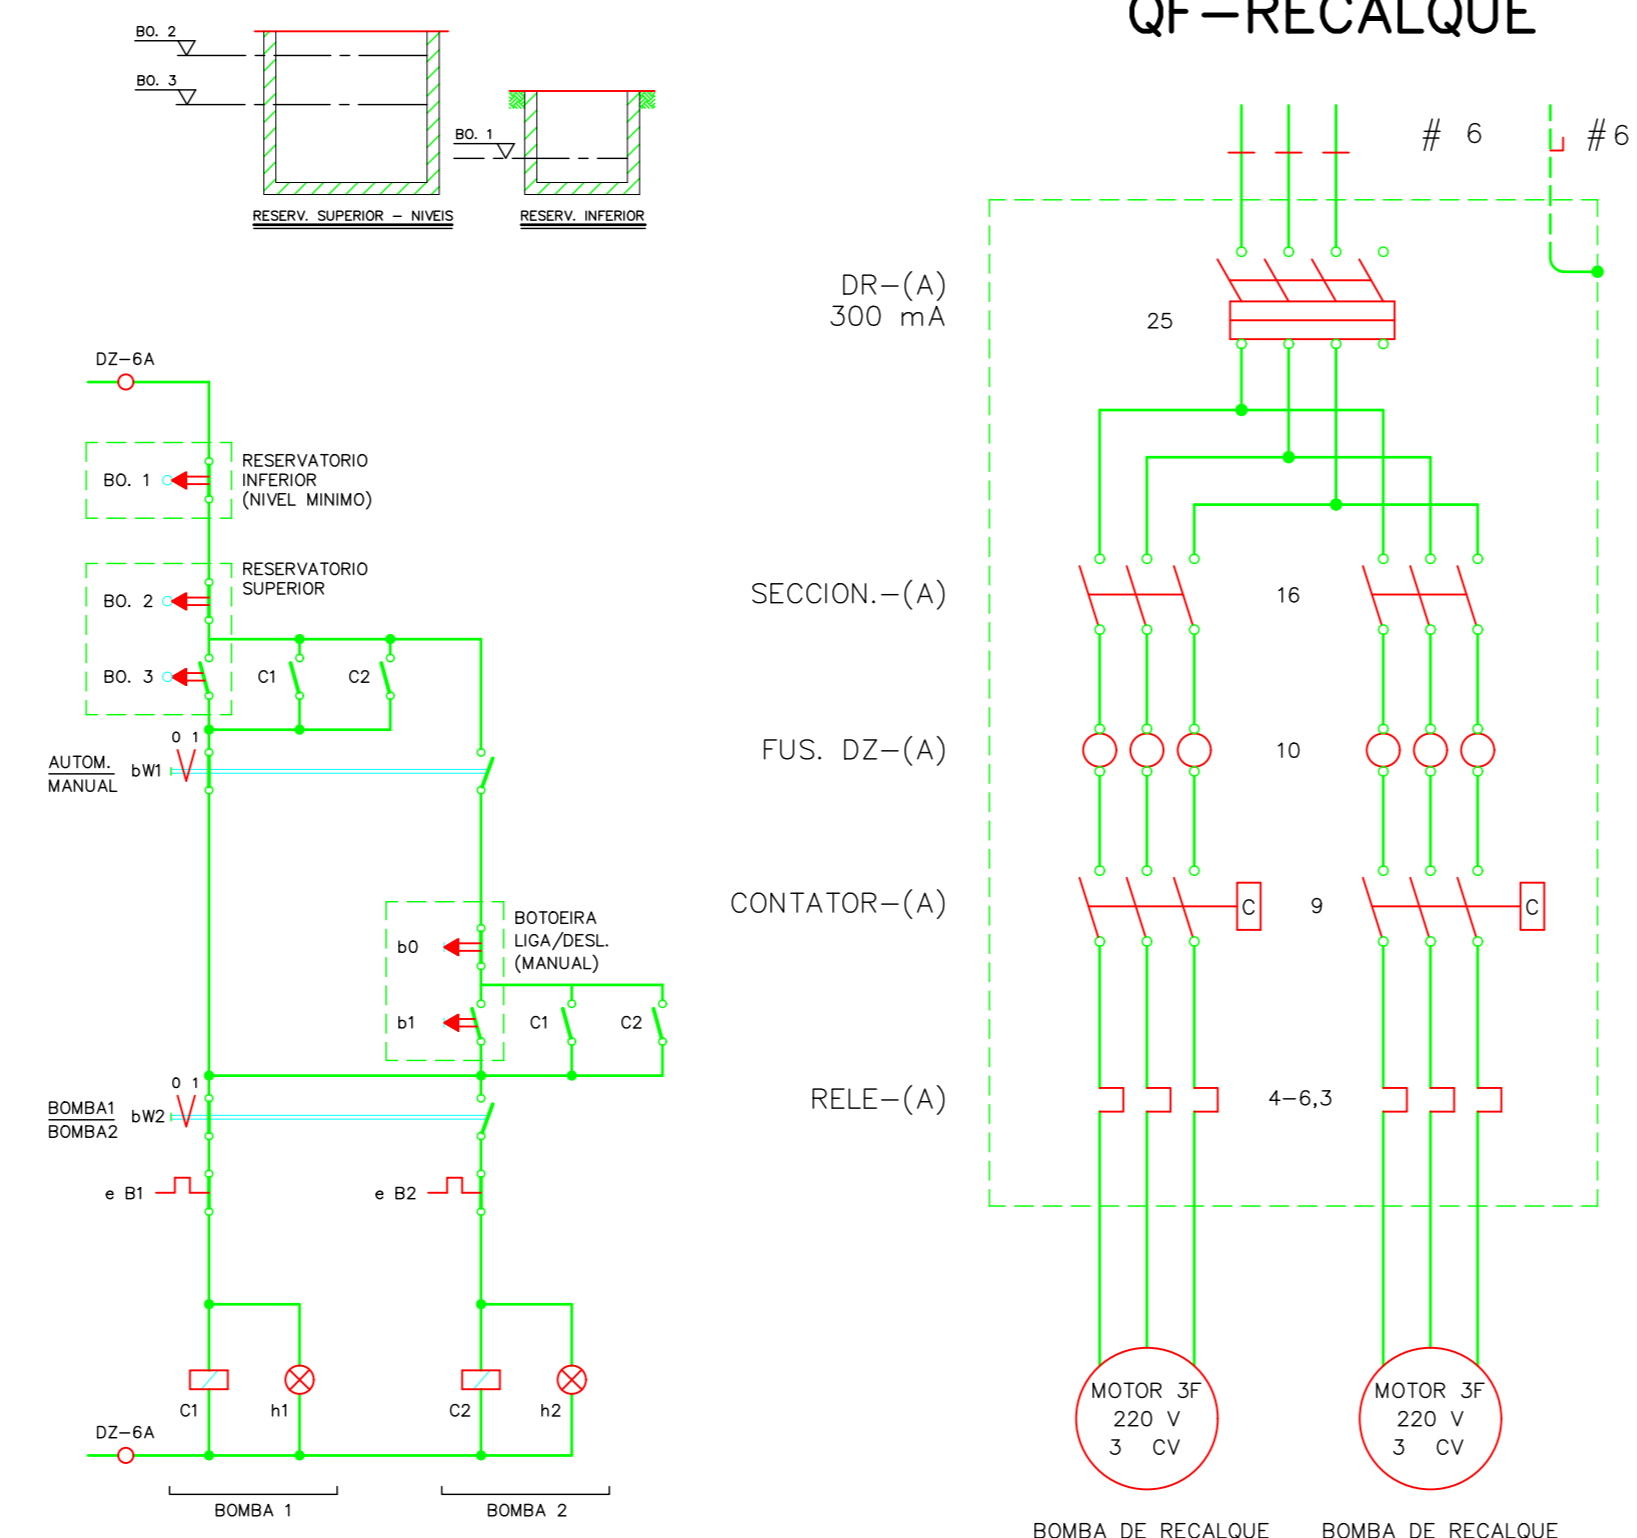 QF-RECALQUE
BO. 2
BO. 3
BO. 1
RESERV. SUPERIOR - NIVEIS
RESERV. INFERIOR
# 6
#6
DR-(A)
300 mA
25
DZ-6A
BO. 1
RESERVATORIO
INFERIOR
(NIVEL MINIMO)
RESERVATORIO
SUPERIOR
BO. 2
BO. 3
C1
C2
SECCION.-(A)
16
0 1
AUTOM.
MANUAL
bW1
FUS. DZ-(A)
10
CONTATOR-(A)
C
9
C
BOTOEIRA
LIGA/DESL.
(MANUAL)
b0
b1
C1
C2
0 1
BOMBA1
BOMBA2
bW2
RELE-(A)
4-6,3
e B1
e B2
C1
h1
C2
h2
DZ-6A
BOMBA 1
BOMBA 2
MOTOR 3F
220 V
3 CV
MOTOR 3F
220 V
3 CV
BOMBA DE RECALQUE
BOMBA DE RECALQUE